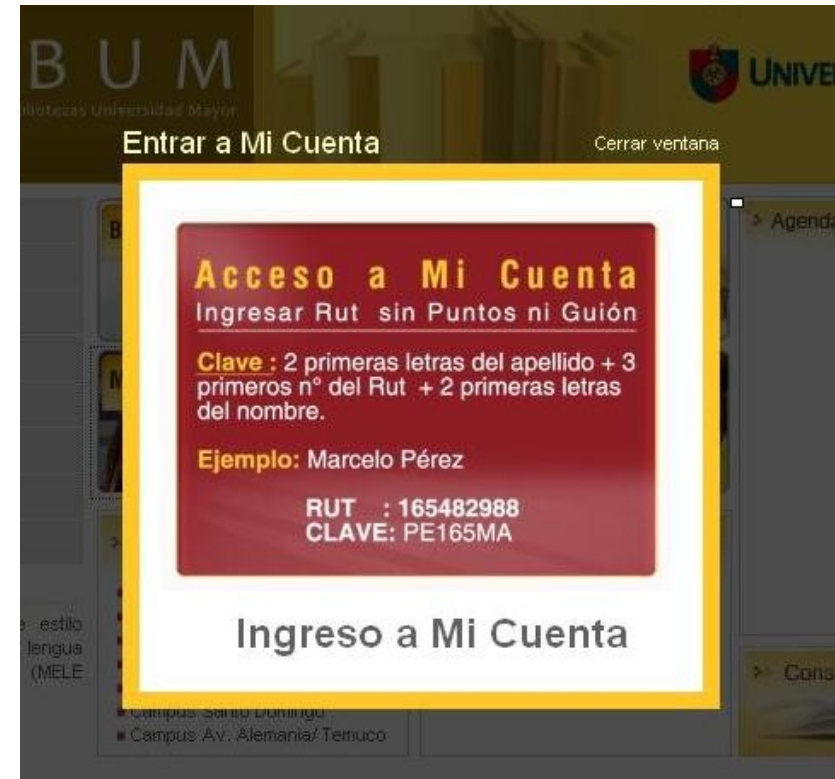 BUM
Bibliotecas Universidad Mayor
Entrar a Mi Cuenta
Cerrar ventana
Agenda
Acceso a Mi Cuenta
Ingresar Rut sin Puntos ni Guión
Clave : 2 primeras letras del apellido + 3
primeros n° del Rut + 2 primeras letras
del nombre.
Ejemplo: Marcelo Pérez
RUT : 165482988
CLAVE: PE165MA
Ingreso a Mi Cuenta
estilo
lengua
(MELE
Campus Santo Domingo
Campus Av. Alemania/ Temuco